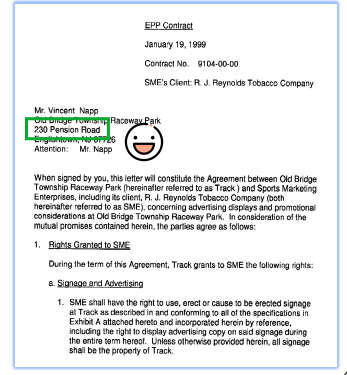 EPP Contract
January 19, 1999
Contract No. 9104-00-00
SME's Client: R. J. Reynolds Tobacco Company
Mr. Vincent Napp
Old Bridge Township Raceway Park
230 Pension Road
Englishtown, NJ 07726
Attention: Mr. Napp
When signed by you, this letter will constitute the Agreement between Old Bridge
Township Raceway Park (hereinafter referred to as Track ) and Sports Marketing
Enterprises, including its client, R. J. Reynolds Tobacco Company (both
hereinafter referred to as SME), concerning advertising displays and promotional
considerations at Old Bridge Township Raceway Park. In consideration of the
mutual promises contained herein, the parties agree as follows:
1. Rights Granted to SME
During the term of this Agreement, Track grants to SME the following rights:
a. Signage and Advertising
1. SME shall have the right to use, erect or cause to be erected signage
at Track as described in and conforming to all of the specifications in
Exhibit A attached hereto and incorporated herein by reference,
including the right to display advertising copy on said signage during
the entire term hereof. Unless otherwise provided herein, all signage
shall be the property of Track.